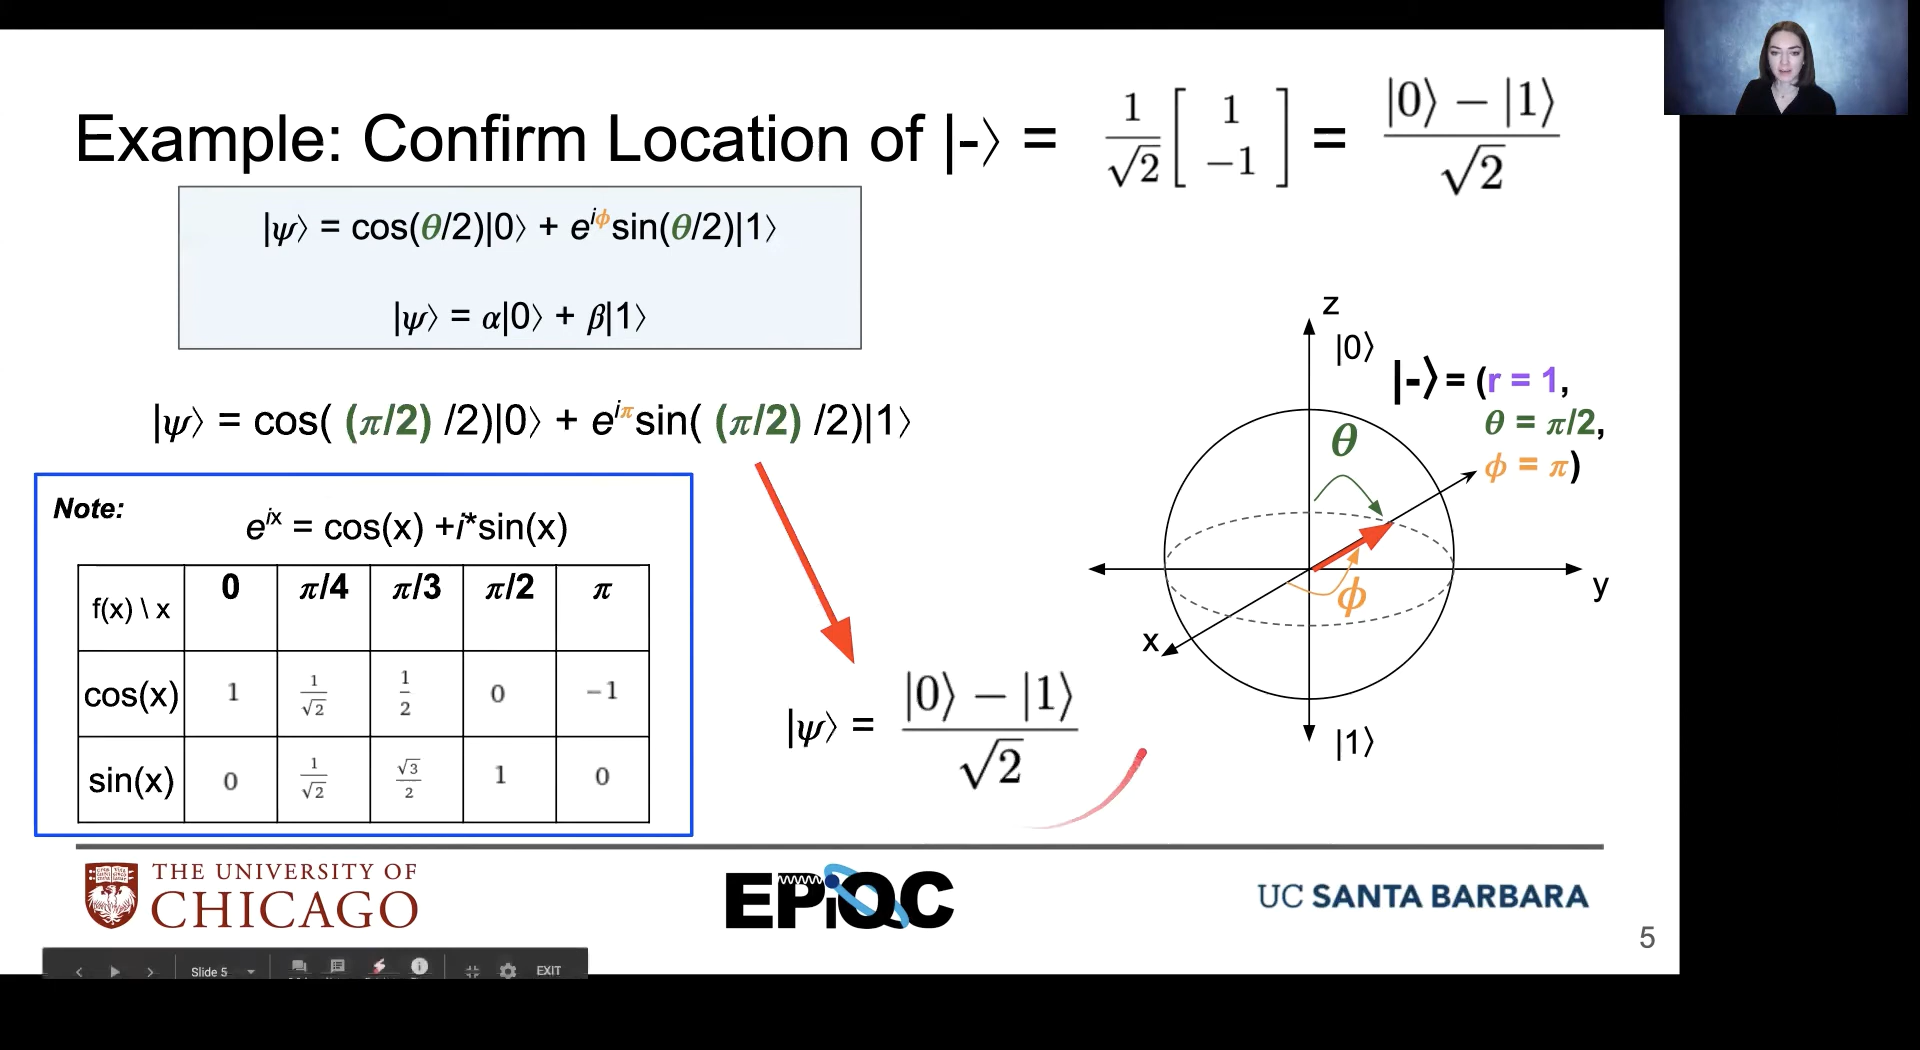 Example: Confirm Location of |-⟩ = 1/√2 [ 1 −1 ] = |0⟩ − |1⟩ / √2
|ψ⟩ = cos(θ/2)|0⟩ + e^iϕ sin(θ/2)|1⟩
|ψ⟩ = α|0⟩ + β|1⟩
|ψ⟩ = cos( (π/2) /2)|0⟩ + e^iπ sin( (π/2) /2)|1⟩
Note:
e^ix = cos(x) +i*sin(x)
f(x) \ x 0 π/4 π/3 π/2 π
cos(x) 1 1/√2 1/2 0 −1
sin(x) 0 1/√2 √3/2 1 0
|ψ⟩ = |0⟩ − |1⟩ / √2
z
|0⟩
|-⟩ = (r = 1,
θ = π/2,
ϕ = π)
θ
ϕ
y
x
|1⟩
THE UNIVERSITY OF
CHICAGO
EPiQC
UC SANTA BARBARA
5
Slide 5
EXIT